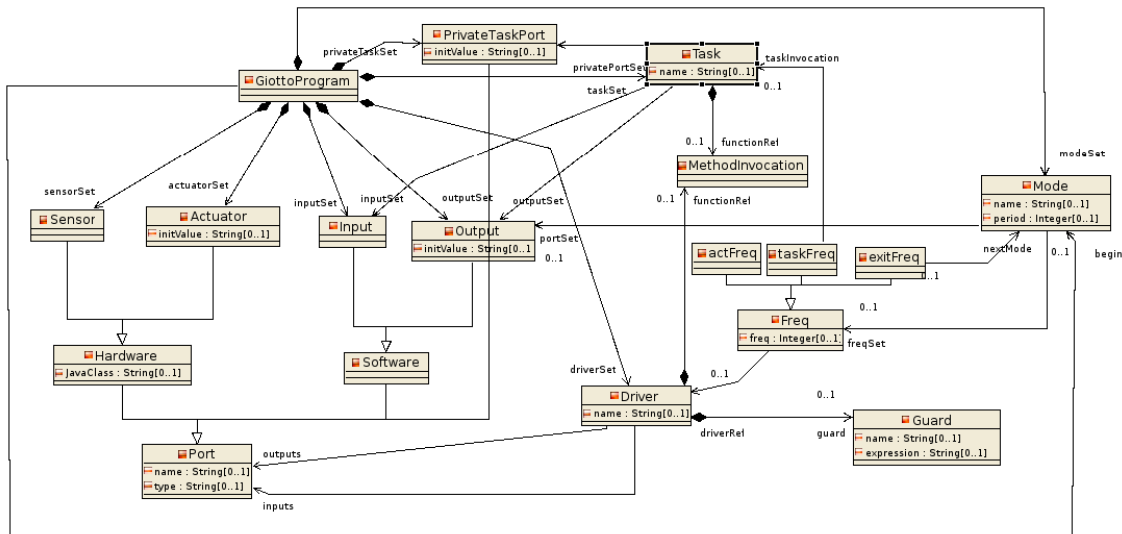 PrivateTaskPort
initValue : String[0..1]
privateTaskSet
Task
name : String[0..1]
taskInvocation
0..1
GiottoProgram
privatePortSet
taskSet
0..1
functionRef
MethodInvocation
0..1
functionRef
modeSet
Mode
name : String[0..1]
period : Integer[0..1]
sensorSet
actuatorSet
inputSet
inputSet
outputSet
outputSet
Sensor
Actuator
initValue : String[0..1]
Input
Output
initValue : String[0..1
portSet
0..1
actFreq
taskFreq
exitFreq
nextMode
0..1
0..1
begin
0..1
Freq
freq : Integer[0..1]
freqSet
Hardware
JavaClass : String[0..1]
Software
driverSet
0..1
Driver
name : String[0..1]
driverRef
0..1
guard
Guard
name : String[0..1]
expression : String[0..1]
Port
name : String[0..1]
type : String[0..1]
outputs
inputs